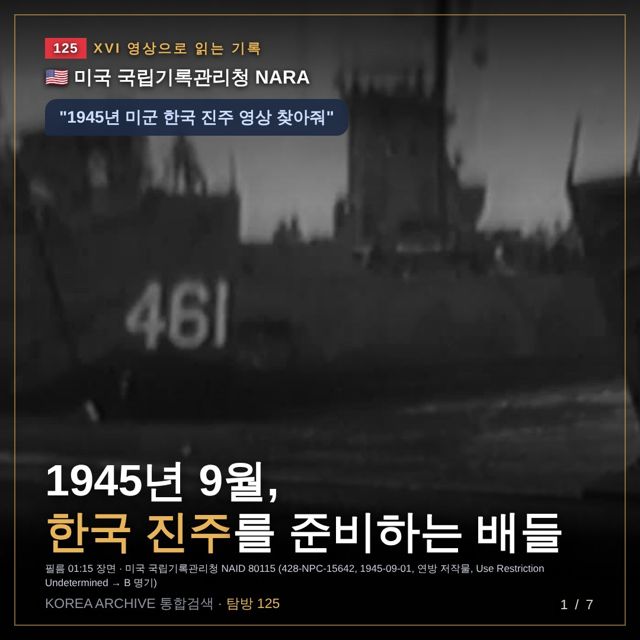 125 XVI 영상으로 읽는 기록
🇺🇸 미국 국립기록관리청 NARA
"1945년 미군 한국 진주 영상 찾아줘"
461
1945년 9월,
한국 진주를 준비하는 배들
필름 01:15 장면 · 미국 국립기록관리청 NAID 80115 (428-NPC-15642, 1945-09-01, 연방 저작물, Use Restriction
Undetermined → B 명기)
KOREA ARCHIVE 통합검색 · 탐방 125
1 / 7